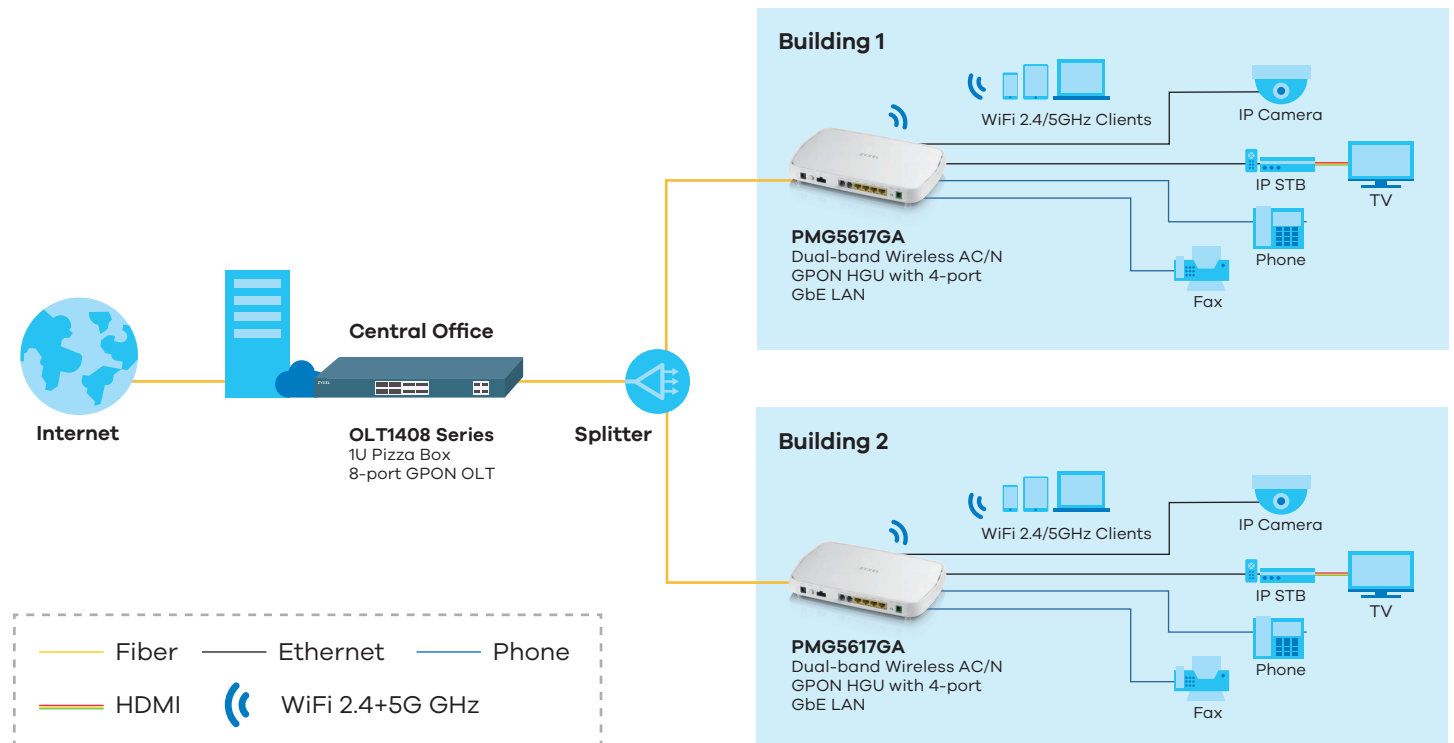 Building 1
WiFi 2.4/5GHz Clients
IP Camera
IP STB
TV
Phone
Fax
ZYXEL
PMG5617GA
Dual-band Wireless AC/N
GPON HGU with 4-port
GbE LAN
Internet
Central Office
ZYXEL
OLT1408 Series
1U Pizza Box
8-port GPON OLT
Splitter
Building 2
WiFi 2.4/5GHz Clients
IP Camera
IP STB
TV
Phone
Fax
ZYXEL
PMG5617GA
Dual-band Wireless AC/N
GPON HGU with 4-port
GbE LAN
Fiber
Ethernet
Phone
HDMI
WiFi 2.4+5G GHz